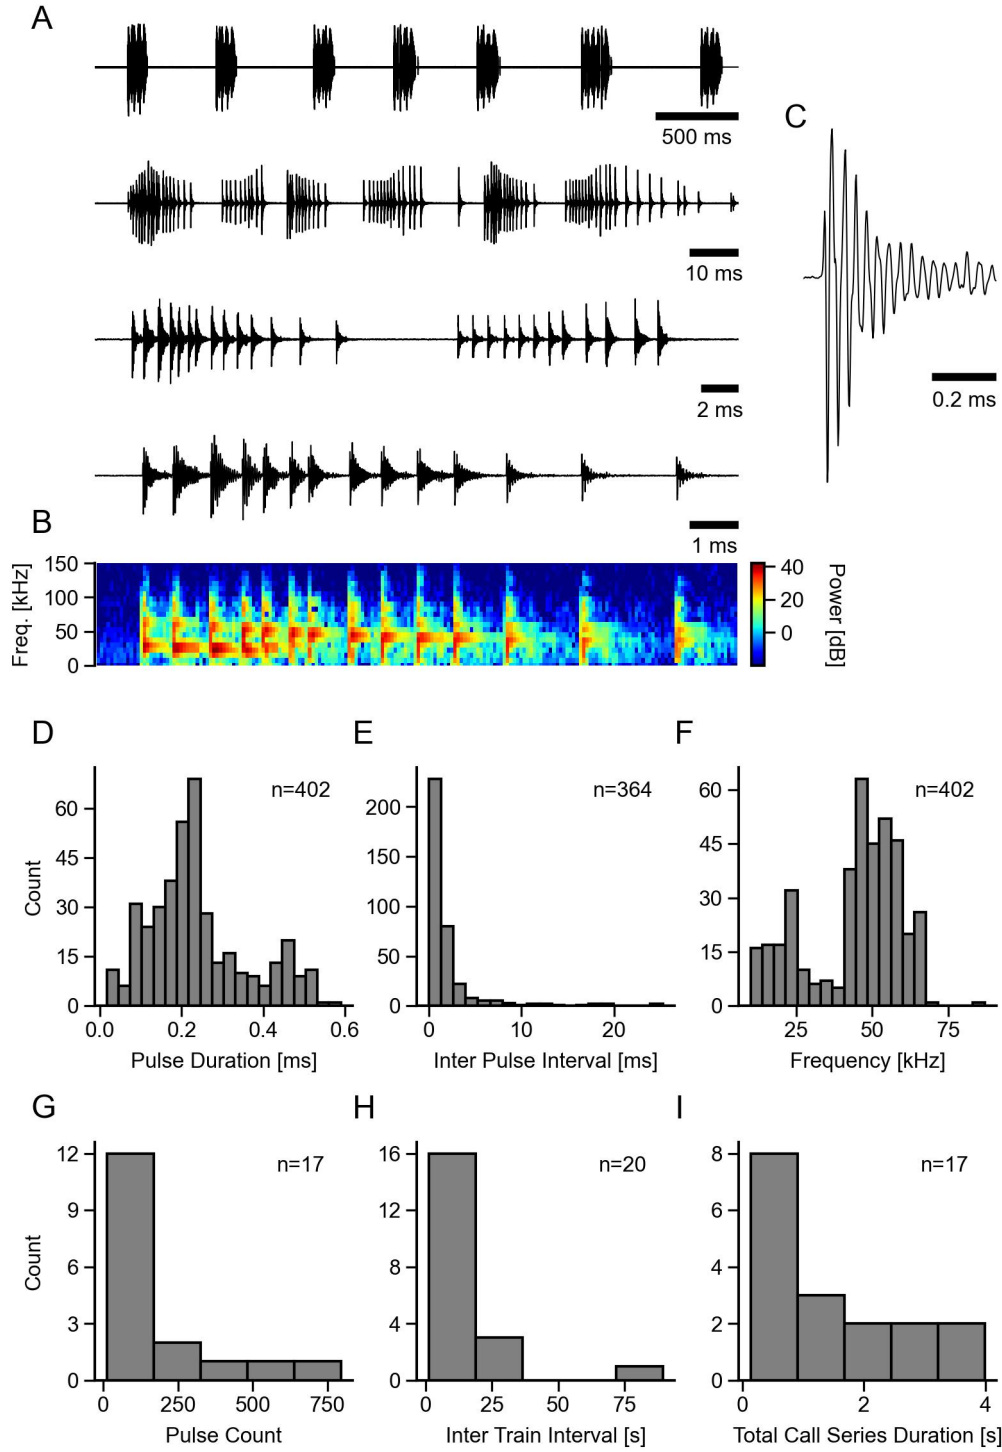 A
500 ms
C
10 ms
2 ms
0.2 ms
1 ms
B
Freq. [kHz]
150
100
50
0
40
20
0
Power [dB]
D
E
F
n=402
n=364
n=402
Count
60
45
30
15
0
200
150
100
50
0
60
45
30
15
0
0.0 0.2 0.4 0.6
0 10 20
25 50 75
Pulse Duration [ms]
Inter Pulse Interval [ms]
Frequency [kHz]
G
H
I
n=17
n=20
n=17
Count
12
9
6
3
0
16
12
8
4
0
8
6
4
2
0
0 250 500 750
0 25 50 75
0 2 4
Pulse Count
Inter Train Interval [s]
Total Call Series Duration [s]